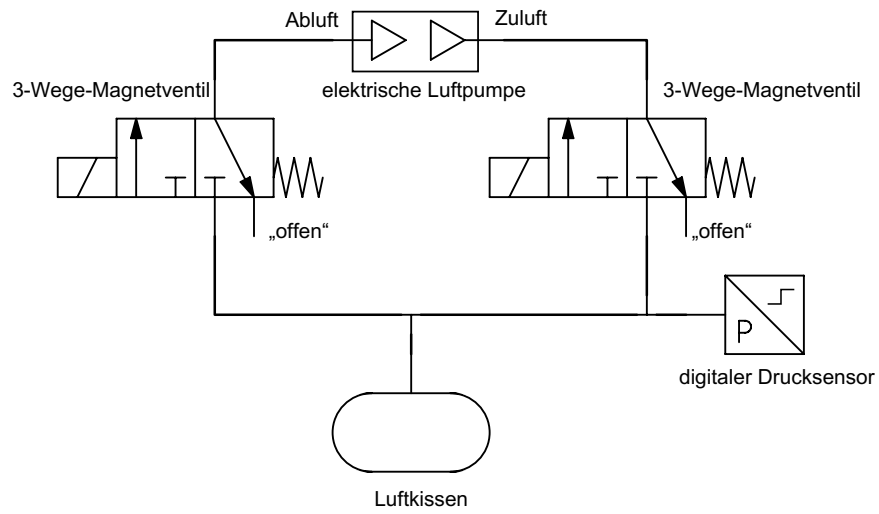 Abluft
Zuluft
3-Wege-Magnetventil
elektrische Luftpumpe
3-Wege-Magnetventil
„offen“
„offen“
P
digitaler Drucksensor
Luftkissen